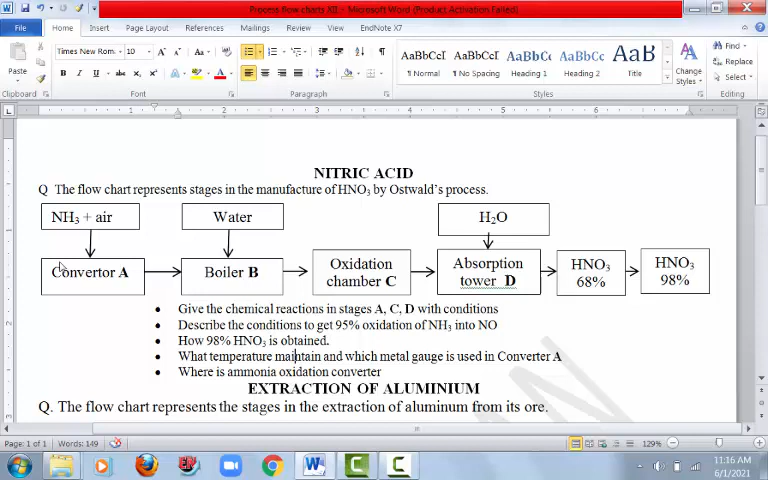 Process flow charts XII - Microsoft Word (Product Activation Failed)
File Home Insert Page Layout References Mailings Review View EndNote X7
Paste
Times New Rom 10
B I U
AaBbCcI AaBbCcI AaBbCc AaBbCc AaB
¶ Normal ¶ No Spacing Heading 1 Heading 2 Title
Change Styles
Find
Replace
Select
Clipboard Font Paragraph Styles Editing
NITRIC ACID
Q The flow chart represents stages in the manufacture of HNO3 by Ostwald's process.
NH3 + air Water H2O
Convertor A Boiler B Oxidation chamber C Absorption tower D HNO3 68% HNO3 98%
• Give the chemical reactions in stages A, C, D with conditions
• Describe the conditions to get 95% oxidation of NH3 into NO
• How 98% HNO3 is obtained.
• What temperature maintain and which metal gauge is used in Converter A
• Where is ammonia oxidation converter
EXTRACTION OF ALUMINIUM
Q. The flow chart represents the stages in the extraction of aluminum from its ore.
Page: 1 of 1 Words: 149 129%
11:16 AM
6/1/2021